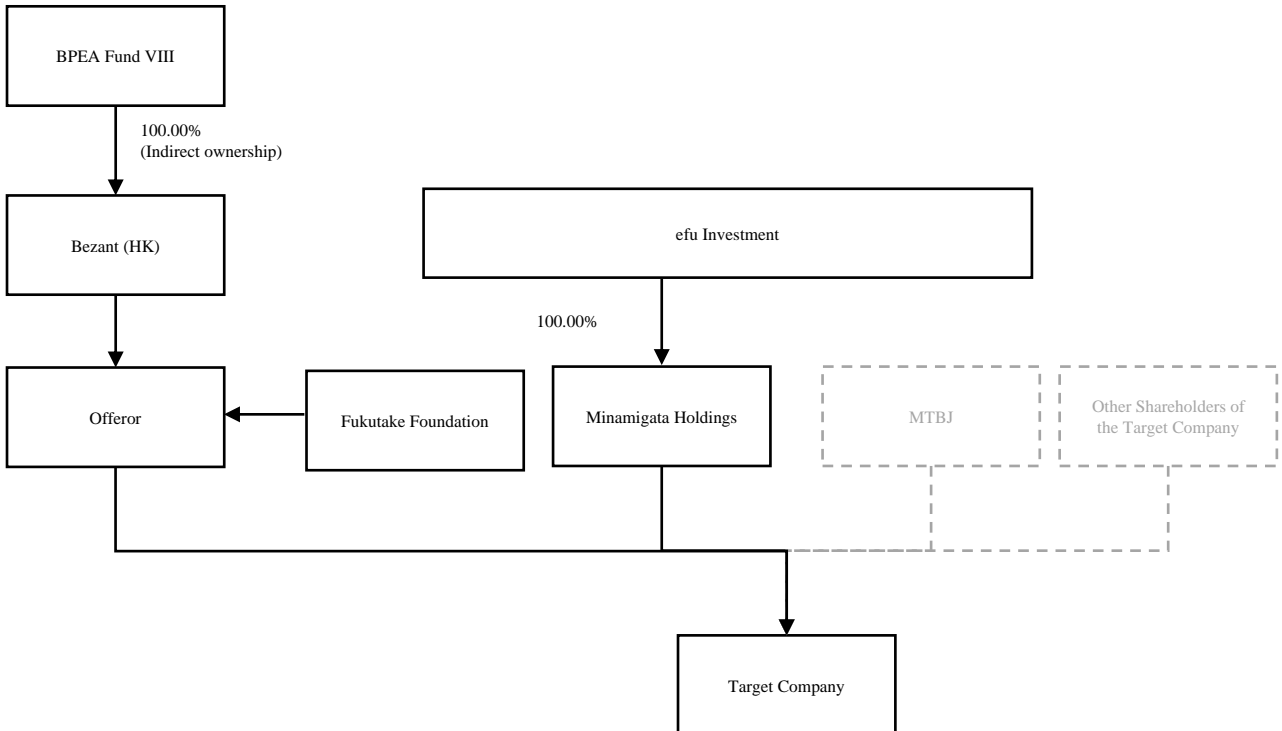 BPEA Fund VIII
100.00%
(Indirect ownership)
Bezant (HK)
efu Investment
100.00%
Offeror
Fukutake Foundation
Minamigata Holdings
MTBJ
Other Shareholders of
the Target Company
Target Company